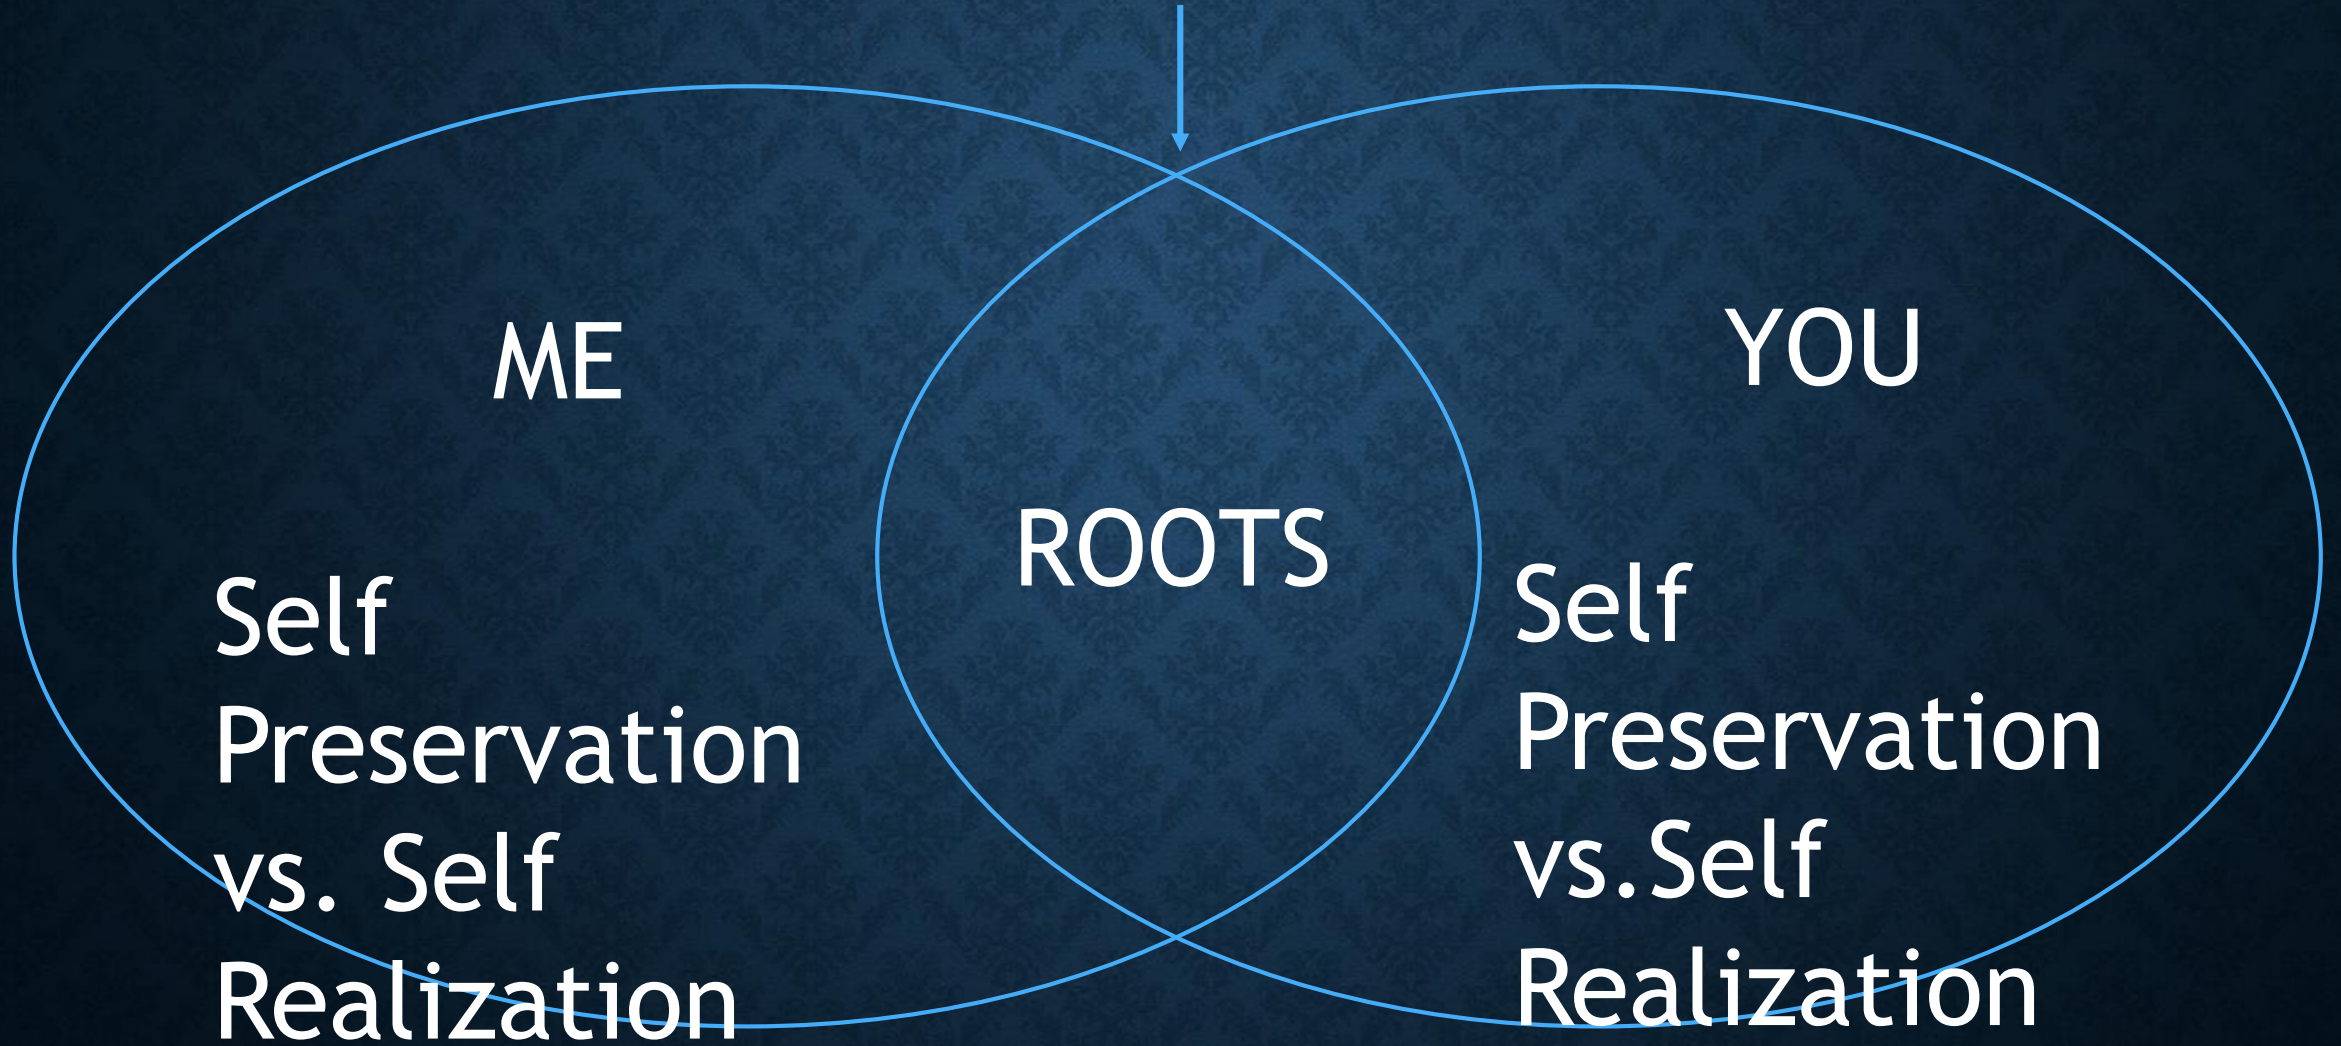 ME
Self
Preservation
vs. Self
Realization
ROOTS
YOU
Self
Preservation
vs.Self
Realization